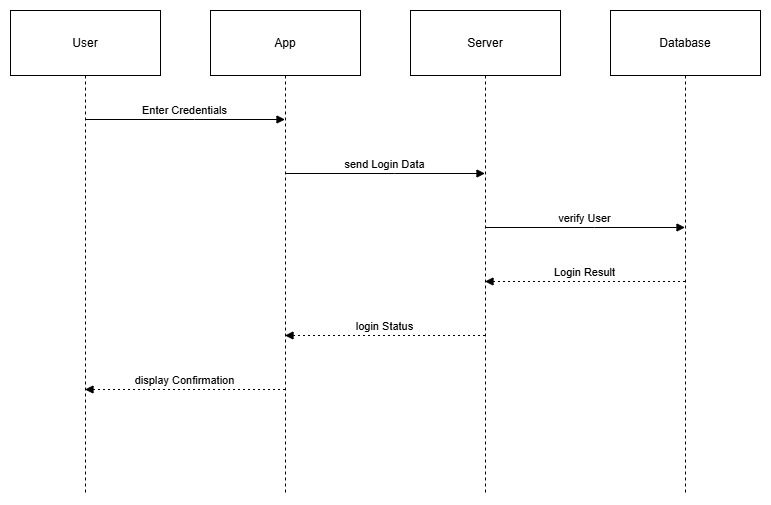 User
App
Server
Database
Enter Credentials
send Login Data
verify User
Login Result
login Status
display Confirmation